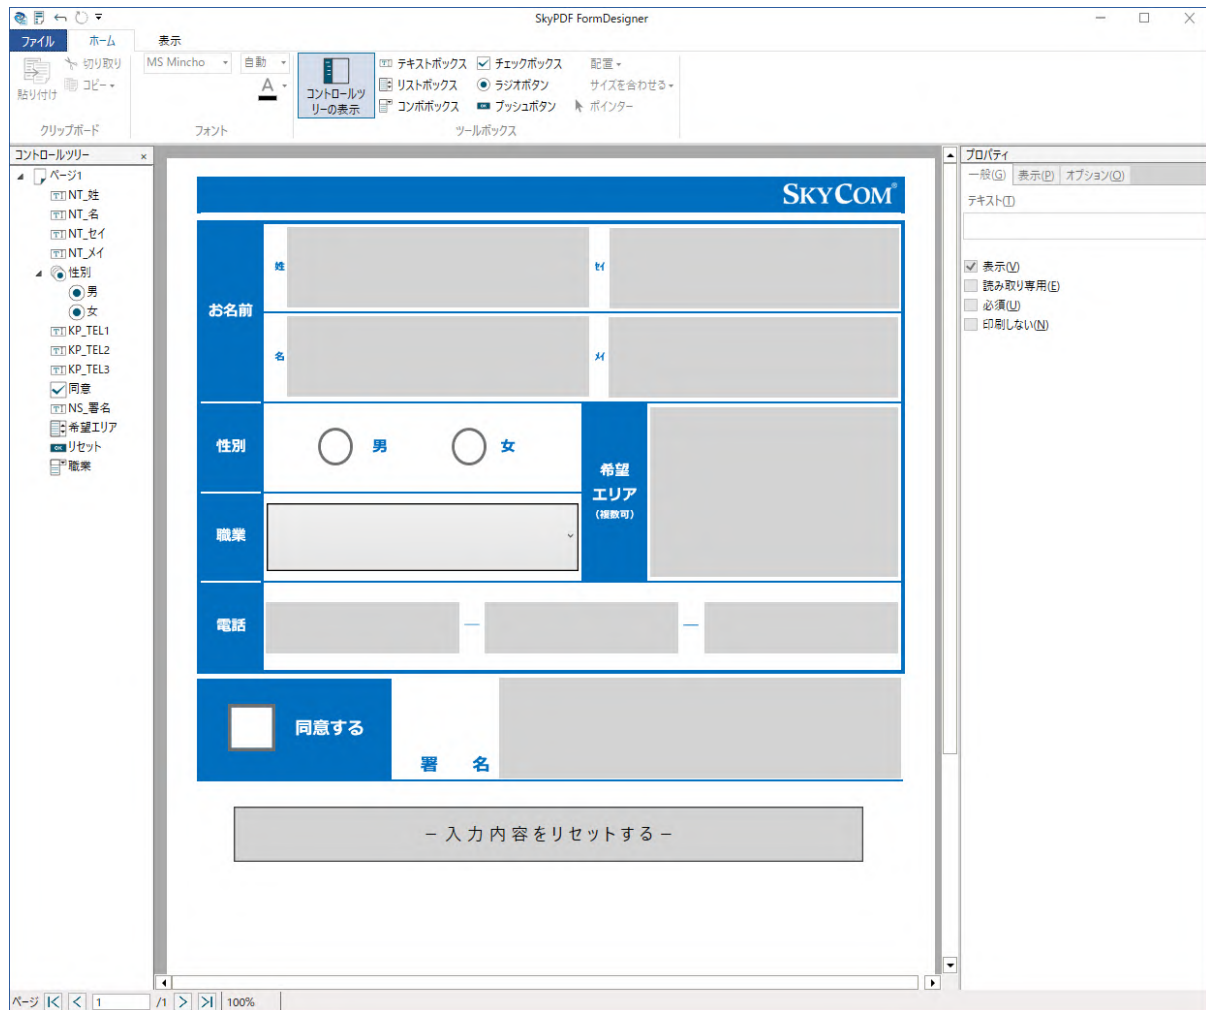 SkyPDF FormDesigner
ファイル ホーム 表示
貼り付け 切り取り コピー
クリップボード
MS Mincho 自動
A
フォント
コントロールツリーの表示
テキストボックス チェックボックス 配置
リストボックス ラジオボタン サイズを合わせる
コンボボックス プッシュボタン ポインター
ツールボックス
コントロールツリー
ページ1
NT_姓
NT_名
NT_セイ
NT_メイ
性別
男
女
KP_TEL1
KP_TEL2
KP_TEL3
同意
NS_署名
希望エリア
OK リセット
職業
SKYCOM®
お名前
姓 セイ
名 メイ
性別 男 女
希望
エリア
(複数可)
職業
電話 — —
同意する
署 名
－入力内容をリセットする－
プロパティ
一般(G) 表示(P) オプション(O)
テキスト(T)
表示(V)
読み取り専用(E)
必須(U)
印刷しない(N)
ページ 1 /1 100%